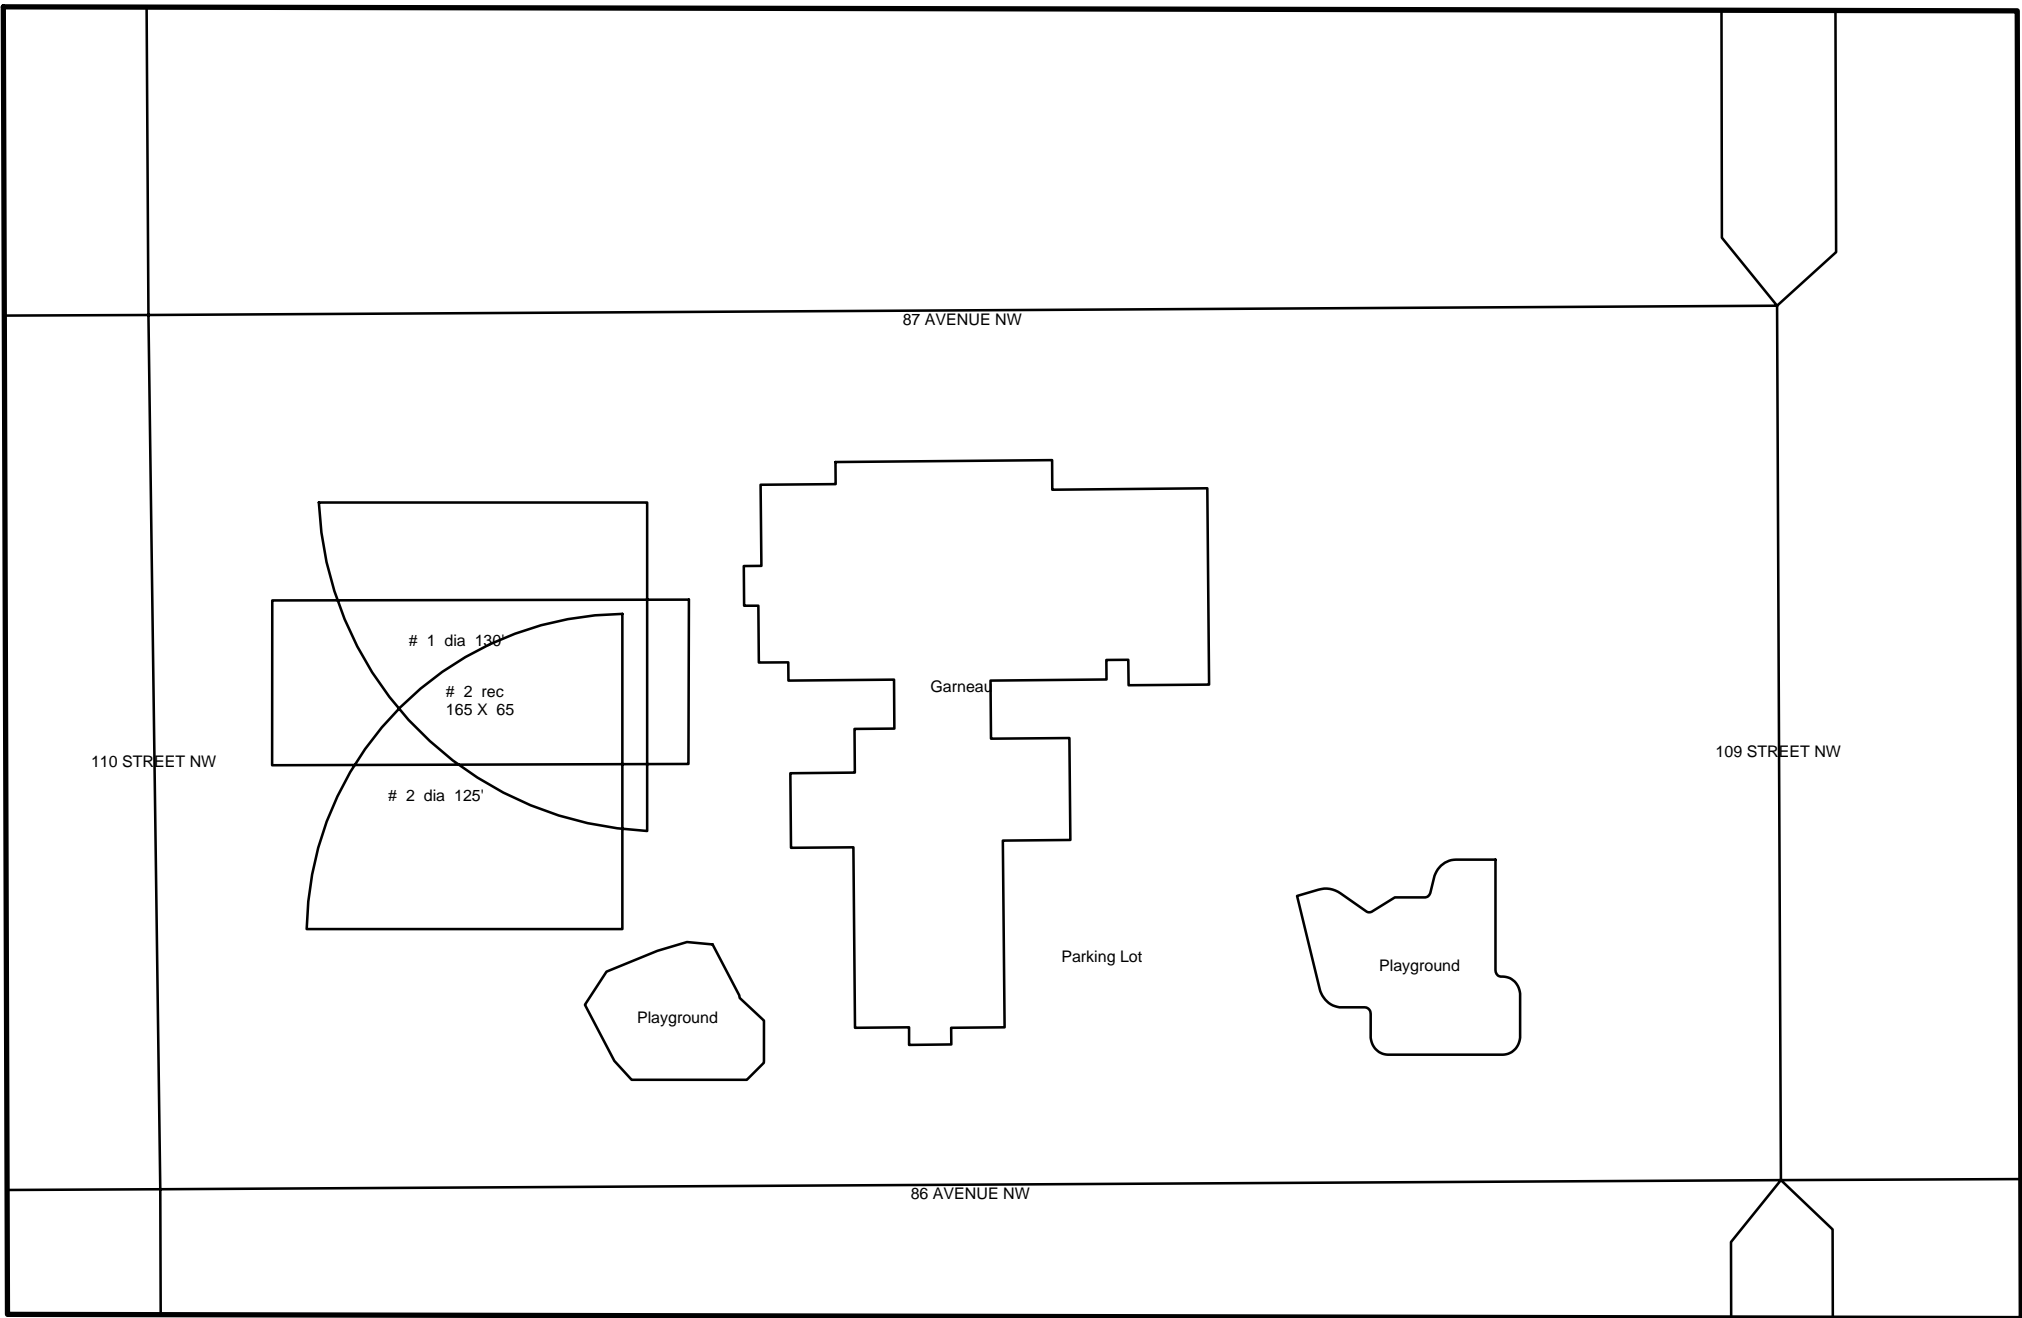 87 AVENUE NW
# 1 dia 130'
Garneau
# 2 rec
165 X 65
110 STREET NW
109 STREET NW
# 2 dia 125'
Parking Lot
Playground
Playground
86 AVENUE NW